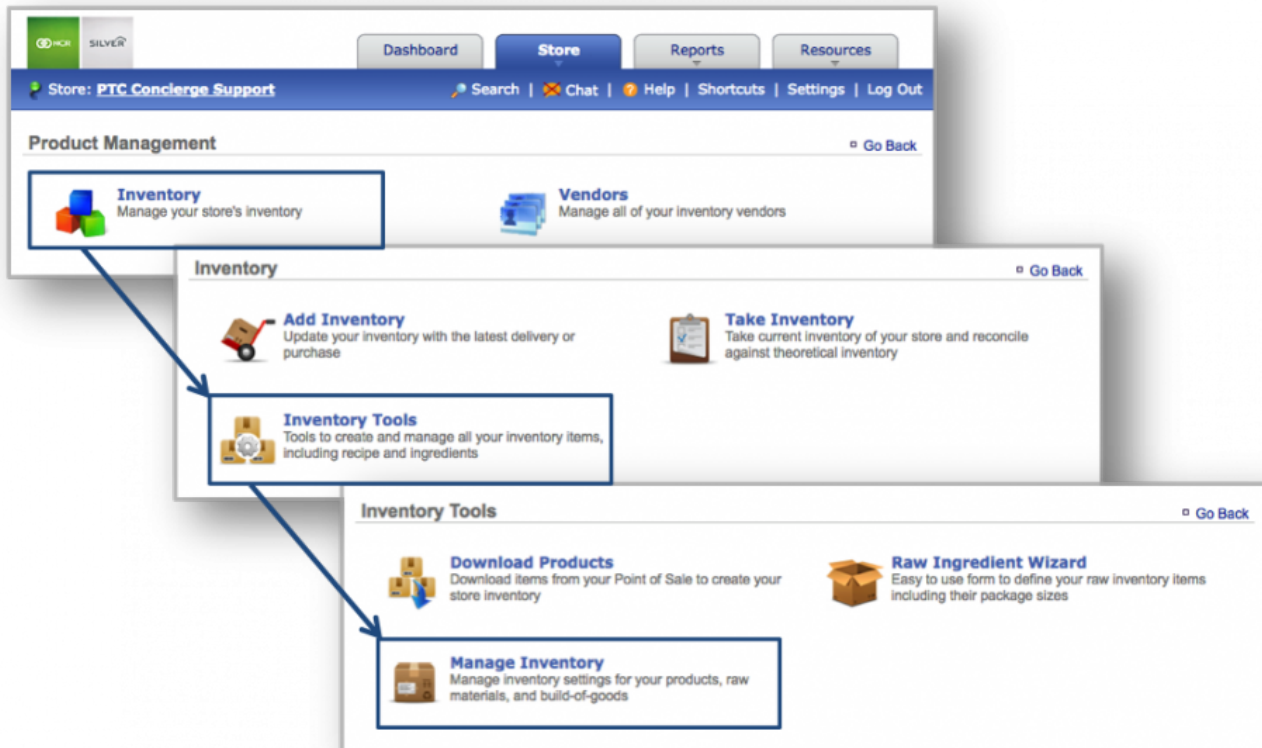 NCR SILVER
Dashboard Store Reports Resources
Store: PTC Concierge Support Search | Chat | Help | Shortcuts | Settings | Log Out
Product Management Go Back
Inventory
Manage your store's inventory
Vendors
Manage all of your inventory vendors
Inventory Go Back
Add Inventory
Update your inventory with the latest delivery or
purchase
Take Inventory
Take current inventory of your store and reconcile
against theoretical inventory
Inventory Tools
Tools to create and manage all your inventory items,
including recipe and ingredients
Inventory Tools Go Back
Download Products
Download items from your Point of Sale to create your
store inventory
Raw Ingredient Wizard
Easy to use form to define your raw inventory items
including their package sizes
Manage Inventory
Manage inventory settings for your products, raw
materials, and build-of-goods